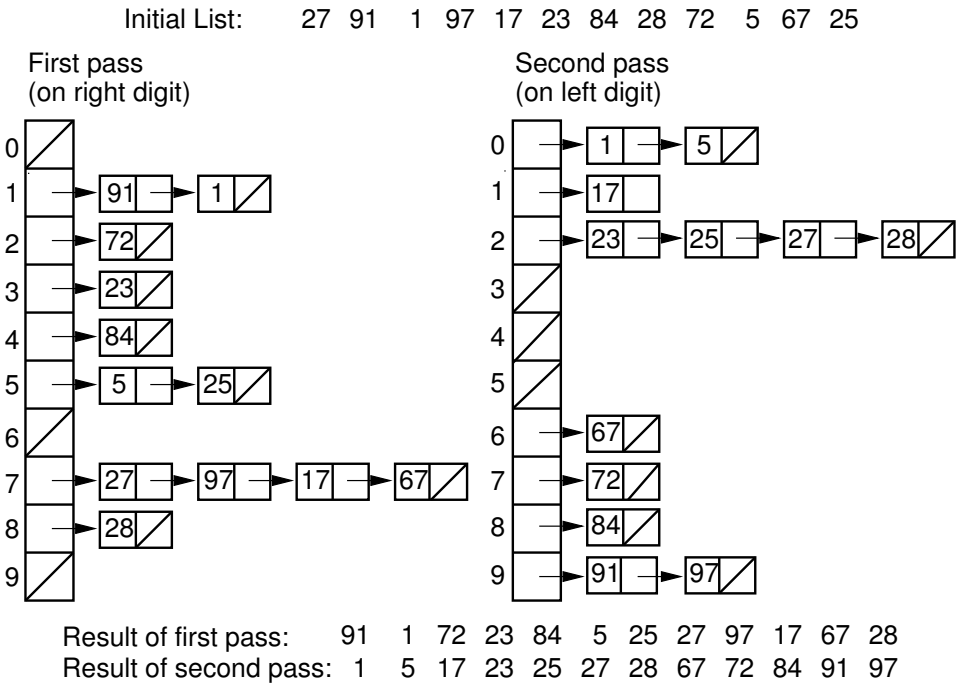 Initial List: 27 91 1 97 17 23 84 28 72 5 67 25
First pass
(on right digit)
0
1 91 1
2 72
3 23
4 84
5 5 25
6
7 27 97 17 67
8 28
9
Second pass
(on left digit)
0 1 5
1 17
2 23 25 27 28
3
4
5
6 67
7 72
8 84
9 91 97
Result of first pass: 91 1 72 23 84 5 25 27 97 17 67 28
Result of second pass: 1 5 17 23 25 27 28 67 72 84 91 97